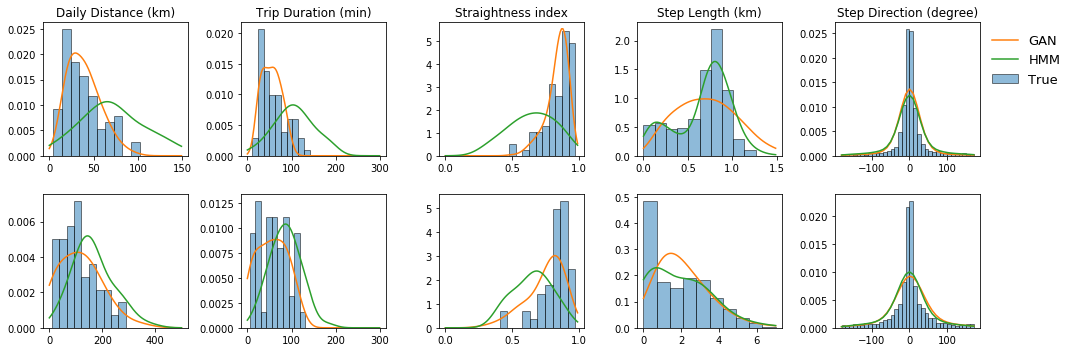 Daily Distance (km) Trip Duration (min) Straightness index Step Length (km) Step Direction (degree)
0.025 0.020 5 2.0 0.025
GAN
HMM
True
0.020 0.015 4 1.5 0.020
0.015 0.010 3 1.0 0.015
0.010 2 0.010
0.005 0.005 1 0.5 0.005
0.000 0.000 0 0.0 0.000
0 50 100 150 0 100 200 300 0.0 0.5 1.0 0.0 0.5 1.0 1.5 −100 0 100
0.006 0.0125 5 0.5 0.020
0.004 0.0100 4 0.4 0.015
0.0075 3 0.3 0.010
0.002 0.0050 2 0.2 0.005
0.0025 1 0.1
0.000 0.0000 0 0.0 0.000
0 200 400 0 100 200 300 0.0 0.5 1.0 0 2 4 6 −100 0 100